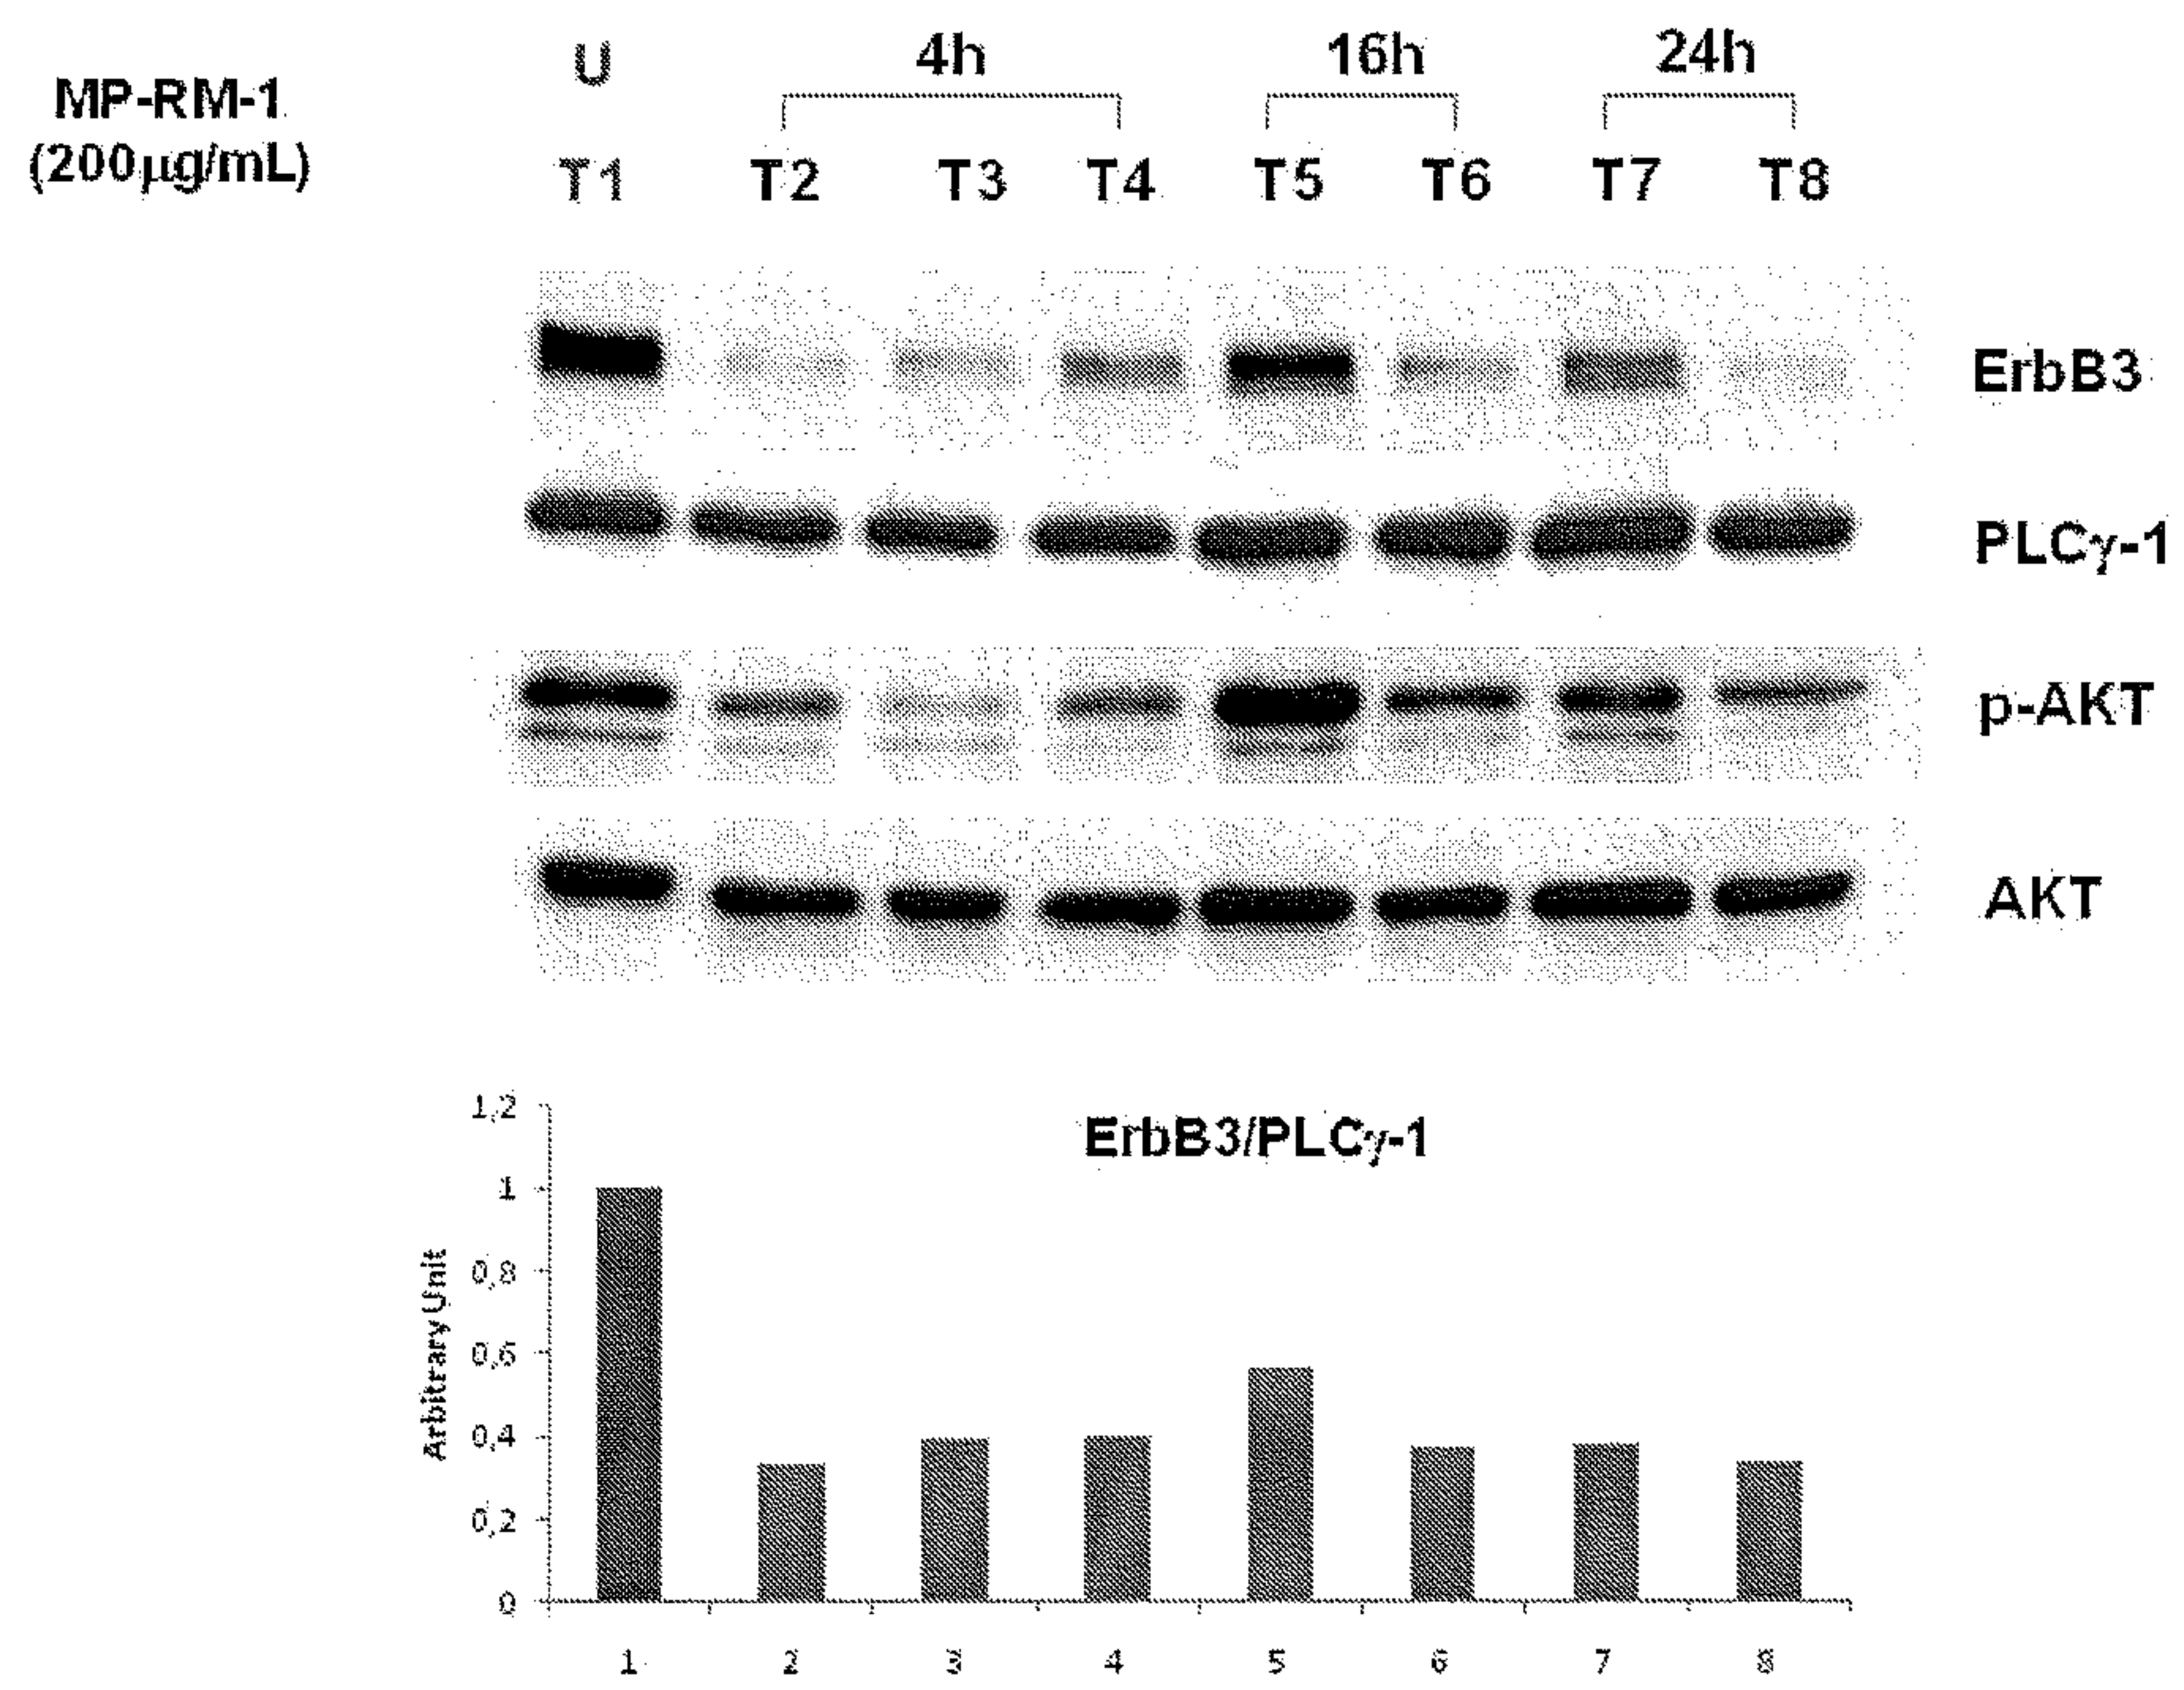 MP-RM-1
(200μg/mL)
U 4h 16h 24h
T1 T2 T3 T4 T5 T6 T7 T8
ErbB3
PLCγ-1
p-AKT
AKT
ErbB3/PLCγ-1
Arbitrary Unit
1,2
1
0,8
0,6
0,4
0,2
0
1 2 3 4 5 6 7 8